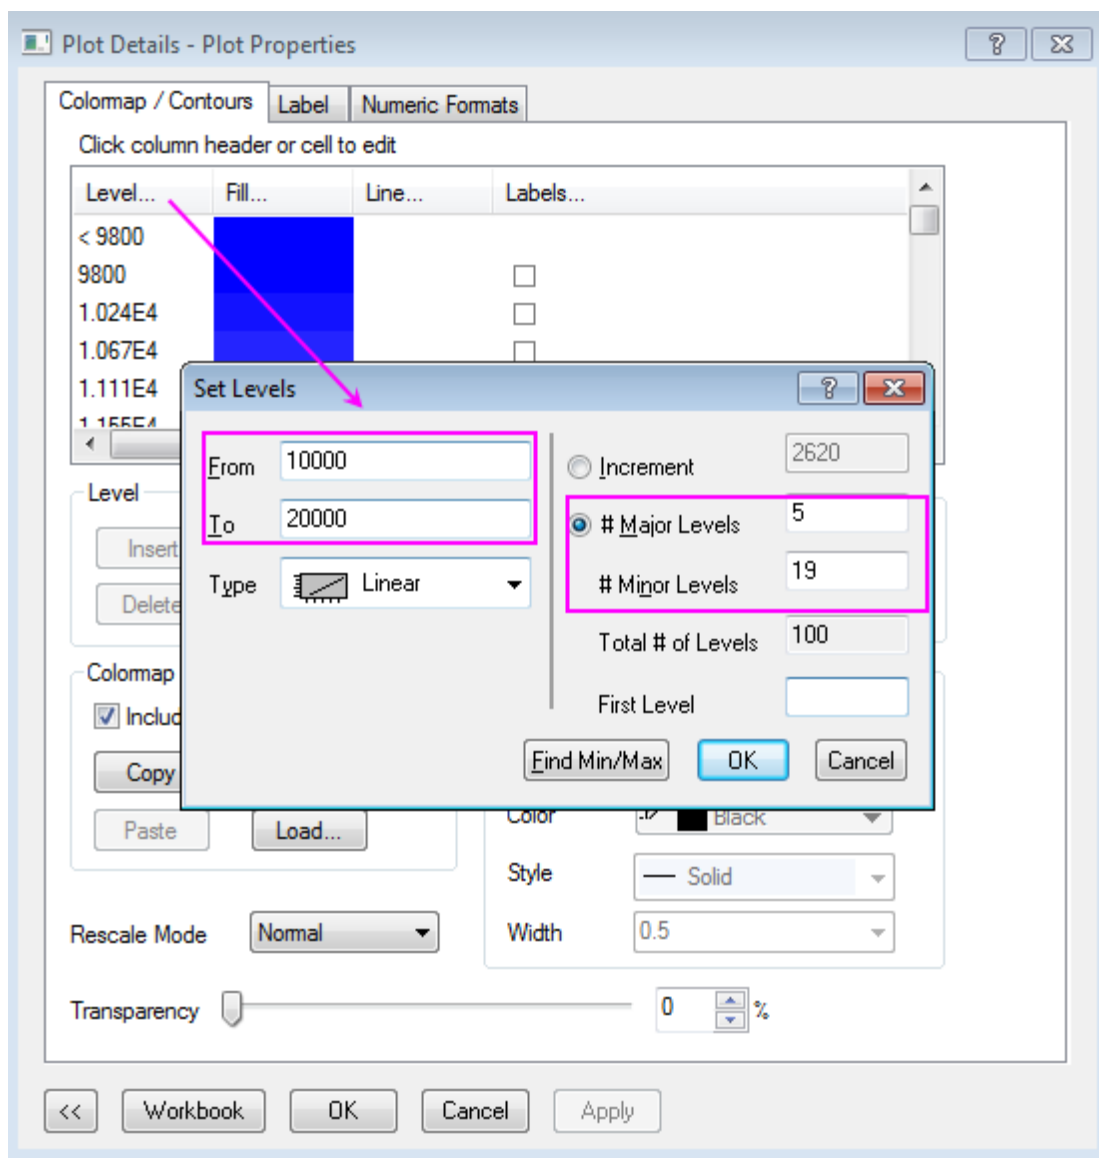 Plot Details - Plot Properties
Colormap / Contours Label Numeric Formats
Click column header or cell to edit
Level... Fill... Line... Labels...
< 9800
9800
1.024E4
1.067E4
1.111E4
1.155E4
Set Levels
From 10000
To 20000
Type Linear
Increment 2620
# Major Levels 5
# Minor Levels 19
Total # of Levels 100
First Level
Find Min/Max OK Cancel
Level
Insert
Delete
Colormap
Includ
Copy
Paste Load...
Color Black
Style Solid
Width 0.5
Rescale Mode Normal
Transparency 0 %
<< Workbook OK Cancel Apply